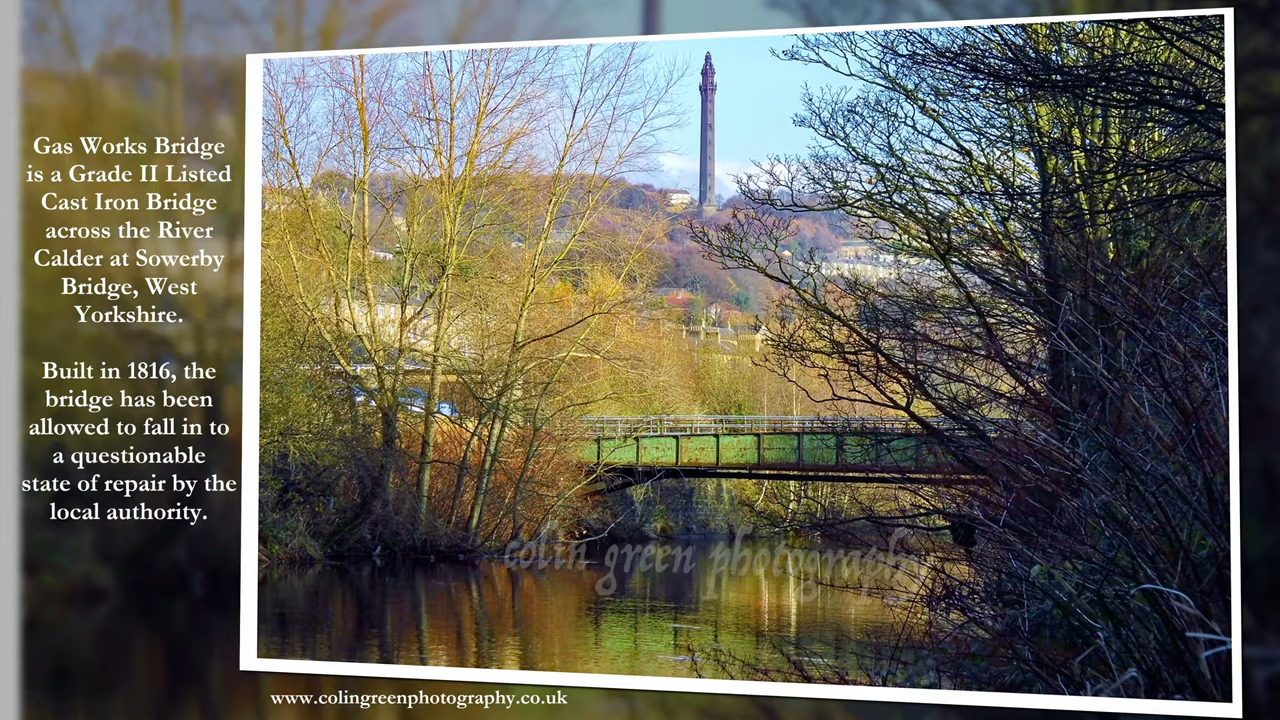 Gas Works Bridge
is a Grade II Listed
Cast Iron Bridge
across the River
Calder at Sowerby
Bridge, West
Yorkshire.
Built in 1816, the
bridge has been
allowed to fall in to
a questionable
state of repair by the
local authority.
colin green photography
www.colingreenphotography.co.uk